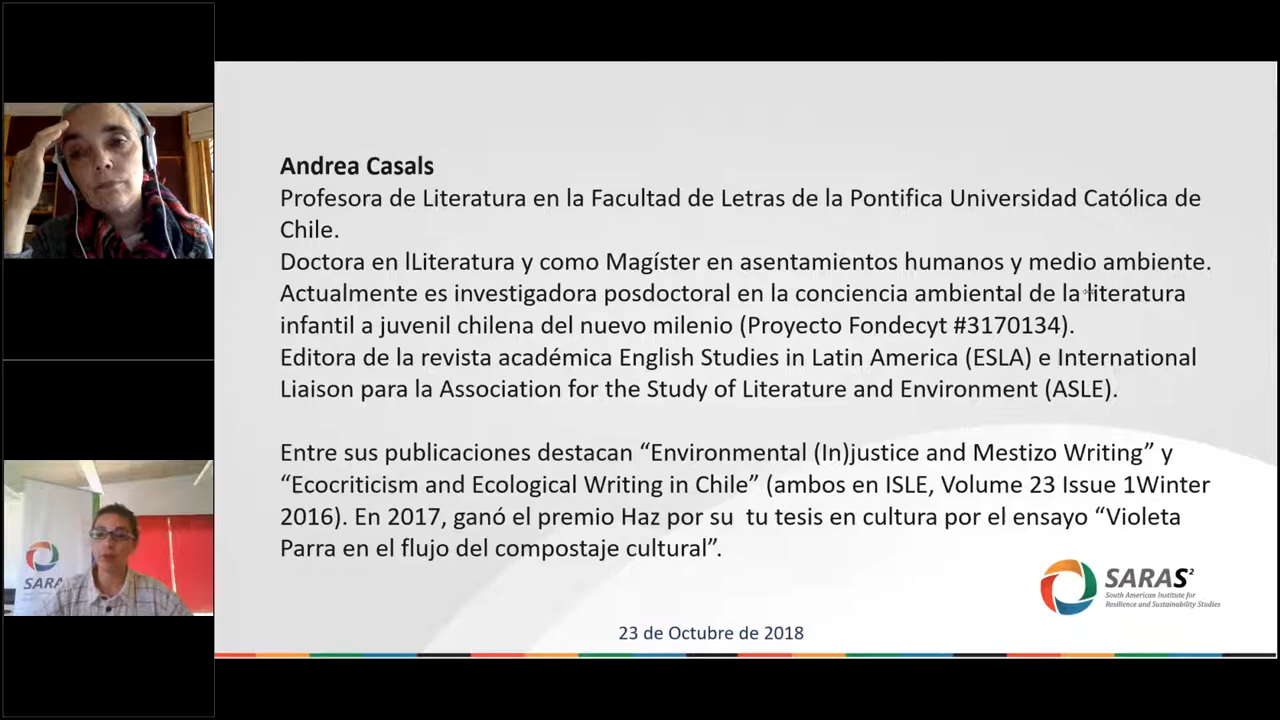 Andrea Casals
Profesora de Literatura en la Facultad de Letras de la Pontifica Universidad Católica de
Chile.
Doctora en lLiteratura y como Magíster en asentamientos humanos y medio ambiente.
Actualmente es investigadora posdoctoral en la conciencia ambiental de la literatura
infantil a juvenil chilena del nuevo milenio (Proyecto Fondecyt #3170134).
Editora de la revista académica English Studies in Latin America (ESLA) e International
Liaison para la Association for the Study of Literature and Environment (ASLE).
Entre sus publicaciones destacan “Environmental (In)justice and Mestizo Writing” y
“Ecocriticism and Ecological Writing in Chile” (ambos en ISLE, Volume 23 Issue 1Winter
2016). En 2017, ganó el premio Haz por su  tu tesis en cultura por el ensayo “Violeta
Parra en el flujo del compostaje cultural”.
SARAS²
South American Institute for
Resilience and Sustainability Studies
23 de Octubre de 2018
SARA